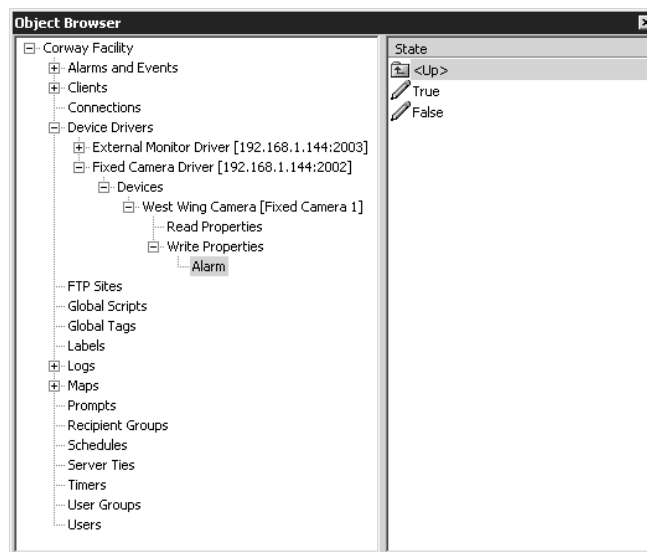 Object Browser
Corway Facility
Alarms and Events
Clients
Connections
Device Drivers
External Monitor Driver [192.168.1.144:2003]
Fixed Camera Driver [192.168.1.144:2002]
Devices
West Wing Camera [Fixed Camera 1]
Read Properties
Write Properties
Alarm
FTP Sites
Global Scripts
Global Tags
Labels
Logs
Maps
Prompts
Recipient Groups
Schedules
Server Ties
Timers
User Groups
Users
State
<Up>
True
False